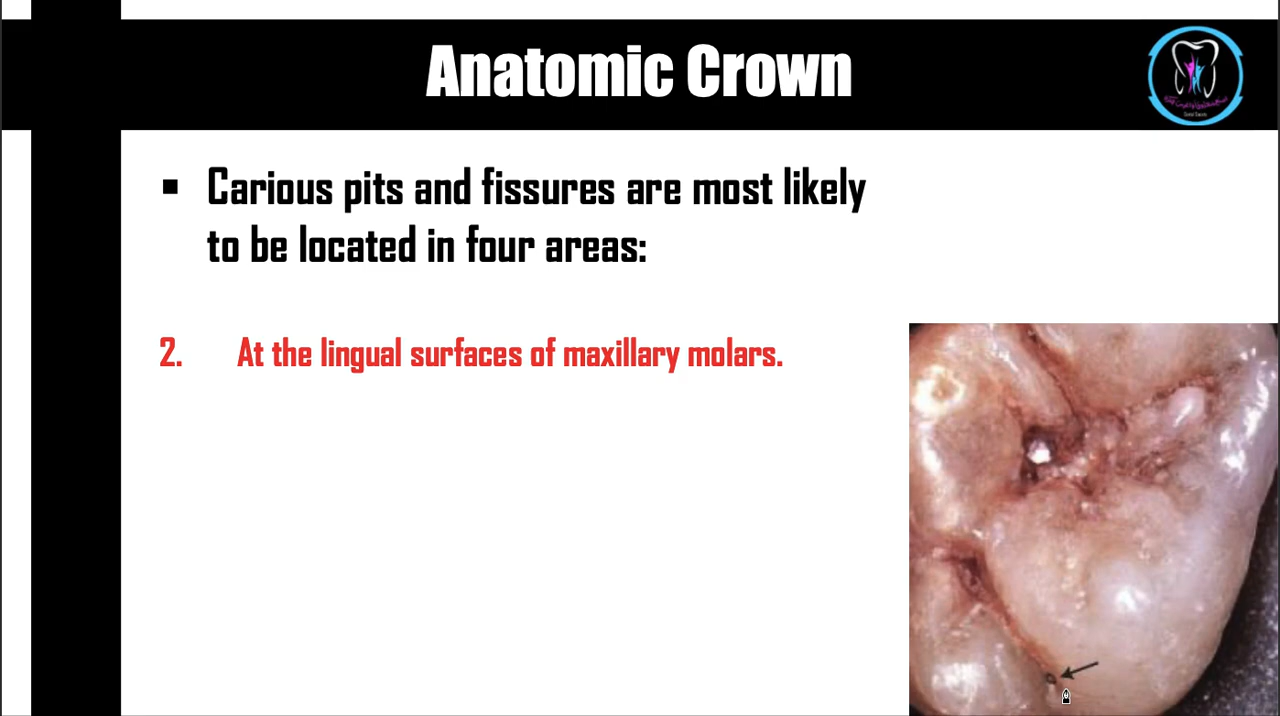 Anatomic Crown
▪ Carious pits and fissures are most likely
to be located in four areas:
2. At the lingual surfaces of maxillary molars.